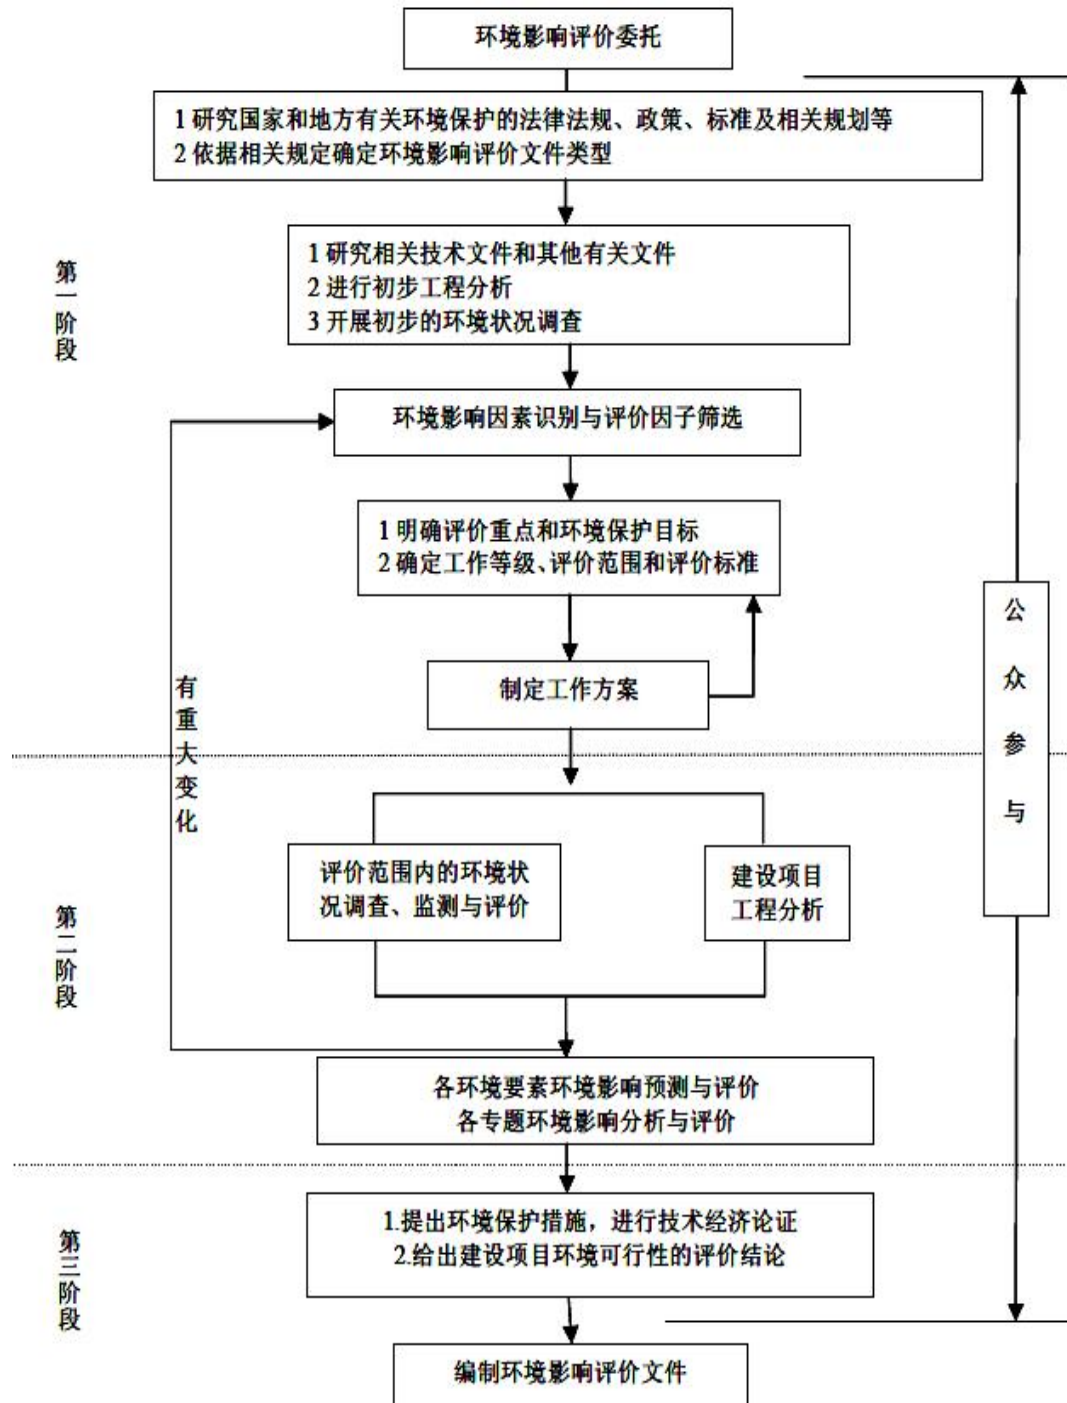 环境影响评价委托
1 研究国家和地方有关环境保护的法律法规、政策、标准及相关规划等
2 依据相关规定确定环境影响评价文件类型
第一阶段
1 研究相关技术文件和其他有关文件
2 进行初步工程分析
3 开展初步的环境状况调查
环境影响因素识别与评价因子筛选
1 明确评价重点和环境保护目标
2 确定工作等级、评价范围和评价标准
制定工作方案
有重大变化
公众参与
第二阶段
评价范围内的环境状
况调查、监测与评价
建设项目
工程分析
各环境要素环境影响预测与评价
各专题环境影响分析与评价
第三阶段
1.提出环境保护措施，进行技术经济论证
2.给出建设项目环境可行性的评价结论
编制环境影响评价文件